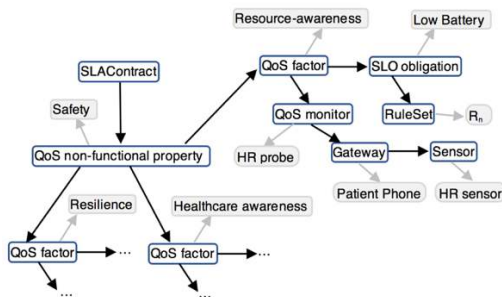 Resource-awareness
Low Battery
QoS factor
SLO obligation
SLAContract
Safety
QoS monitor
RuleSet
Rn
QoS non-functional property
HR probe
Gateway
Sensor
Patient Phone
HR sensor
Resilience
Healthcare awareness
QoS factor
...
QoS factor
...
...
...